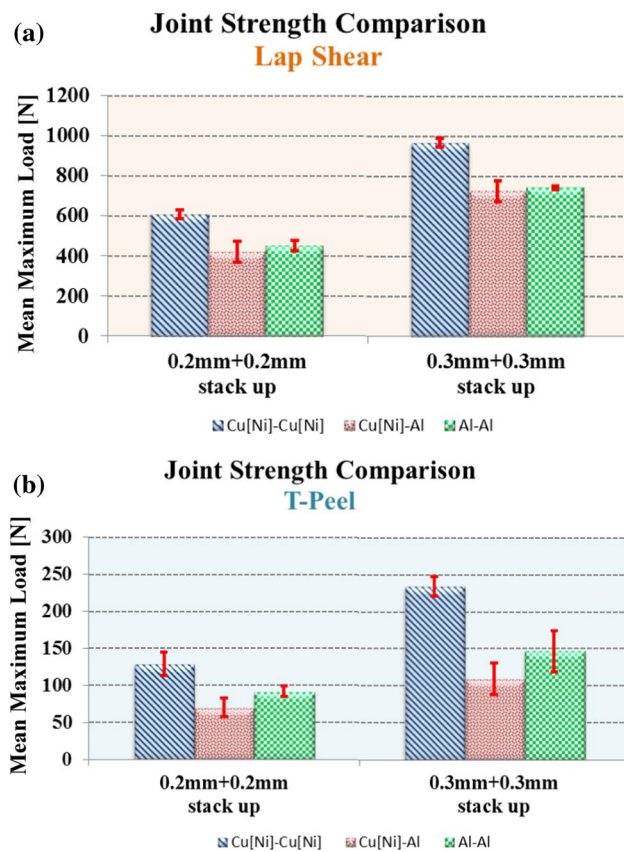 (a)
Joint Strength Comparison
Lap Shear
Mean Maximum Load [N]
1200
1000
800
600
400
200
0
0.2mm+0.2mm
stack up
0.3mm+0.3mm
stack up
Cu[Ni]-Cu[Ni] Cu[Ni]-Al Al-Al
(b)
Joint Strength Comparison
T-Peel
Mean Maximum Load [N]
300
250
200
150
100
50
0
0.2mm+0.2mm
stack up
0.3mm+0.3mm
stack up
Cu[Ni]-Cu[Ni] Cu[Ni]-Al Al-Al